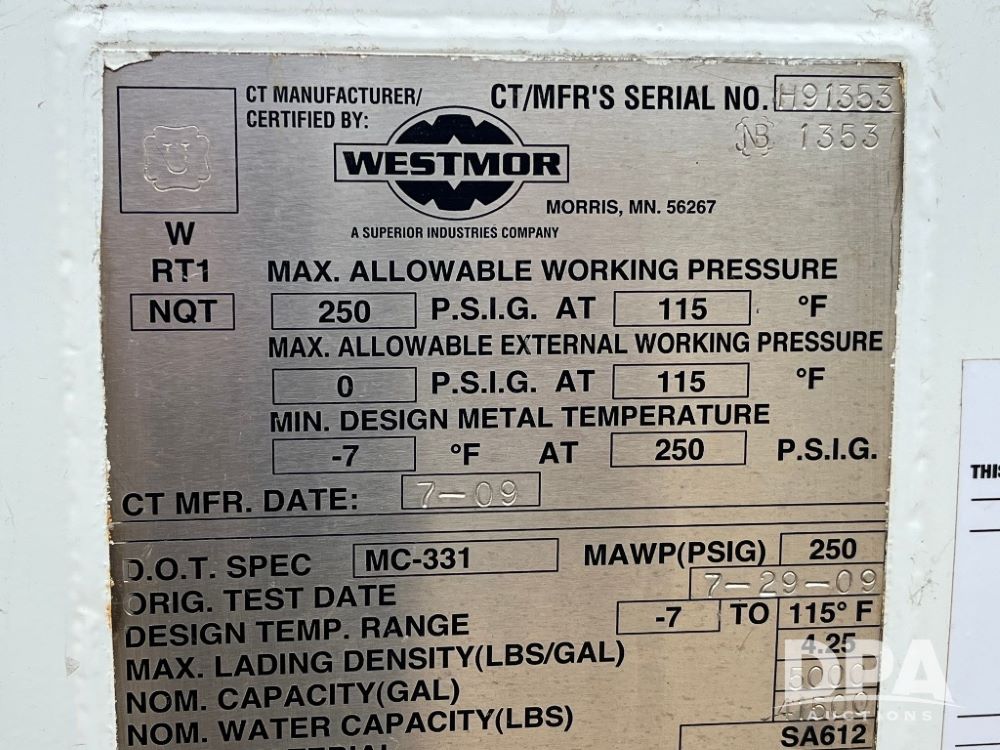 CT MANUFACTURER/
CERTIFIED BY:
CT/MFR'S SERIAL NO. H91353
NB 1353
U
WESTMOR
MORRIS, MN. 56267
A SUPERIOR INDUSTRIES COMPANY
W
RT1
NQT
MAX. ALLOWABLE WORKING PRESSURE
250 P.S.I.G. AT 115 °F
MAX. ALLOWABLE EXTERNAL WORKING PRESSURE
0 P.S.I.G. AT 115 °F
MIN. DESIGN METAL TEMPERATURE
-7 °F AT 250 P.S.I.G.
CT MFR. DATE: 7-09
D.O.T. SPEC MC-331 MAWP(PSIG) 250
ORIG. TEST DATE 7-29-09
DESIGN TEMP. RANGE -7 TO 115° F
MAX. LADING DENSITY(LBS/GAL) 4.25
NOM. CAPACITY(GAL) 5000
NOM. WATER CAPACITY(LBS)
SA612
THIS
DPA
AUCTIONS